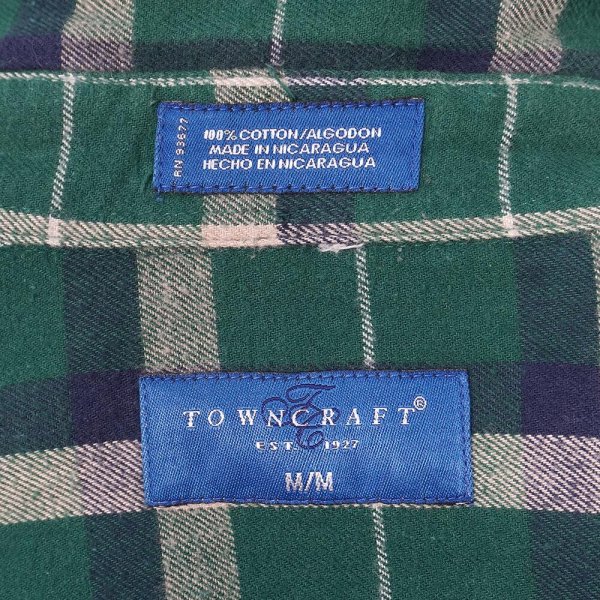 RN 93677
100% COTTON/ALGODON
MADE IN NICARAGUA
HECHO EN NICARAGUA
TOWNCRAFT®
EST. 1927
M/M